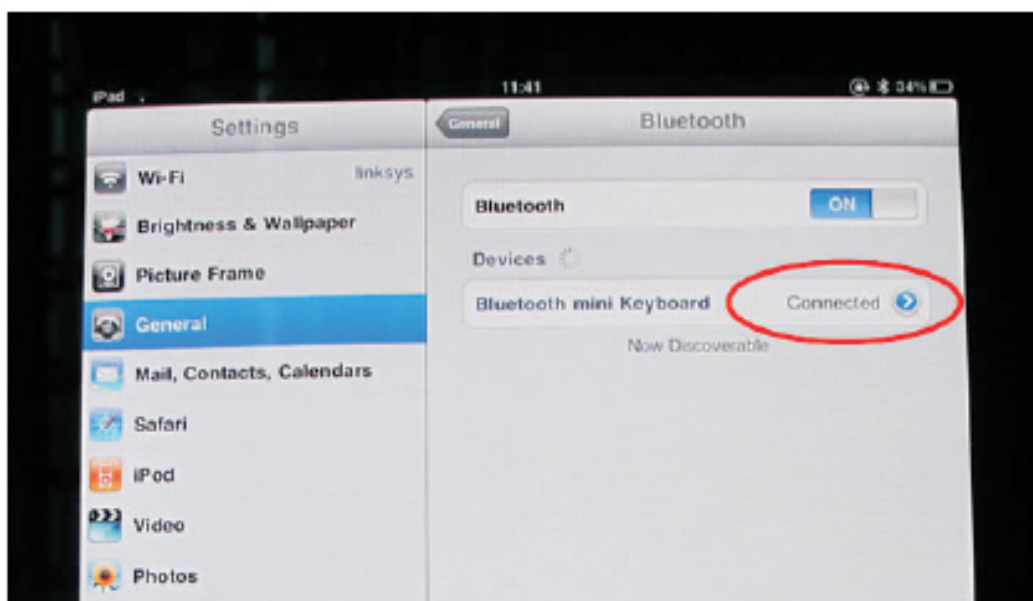 iPad 11:41 34%
Settings
General
Bluetooth
Wi-Fi linksys
Brightness & Wallpaper
Picture Frame
General
Mail, Contacts, Calendars
Safari
iPod
Video
Photos
Bluetooth ON
Devices
Bluetooth mini Keyboard Connected
Now Discoverable